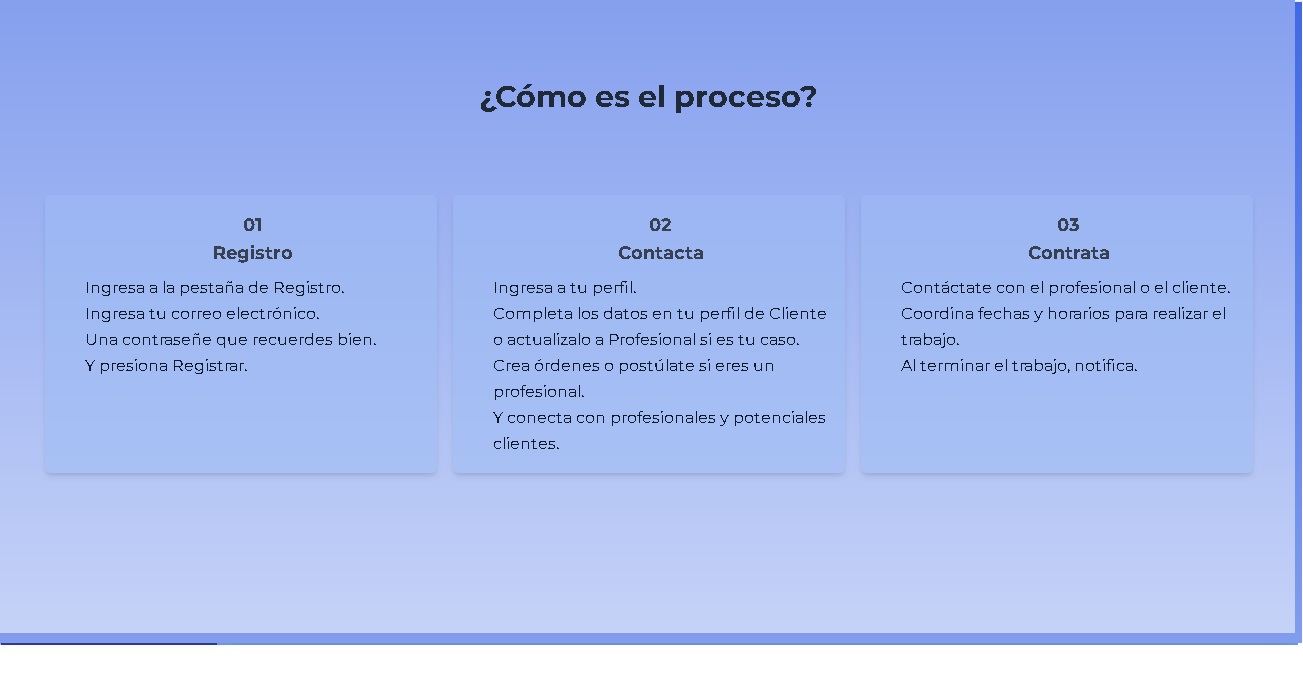 ¿Cómo es el proceso?
01
Registro
Ingresa a la pestaña de Registro.
Ingresa tu correo electrónico.
Una contraseñe que recuerdes bien.
Y presiona Registrar.
02
Contacta
Ingresa a tu perfil.
Completa los datos en tu perfil de Cliente
o actualizalo a Profesional si es tu caso.
Crea órdenes o postúlate si eres un
profesional.
Y conecta con profesionales y potenciales
clientes.
03
Contrata
Contáctate con el profesional o el cliente.
Coordina fechas y horarios para realizar el
trabajo.
Al terminar el trabajo, notifica.